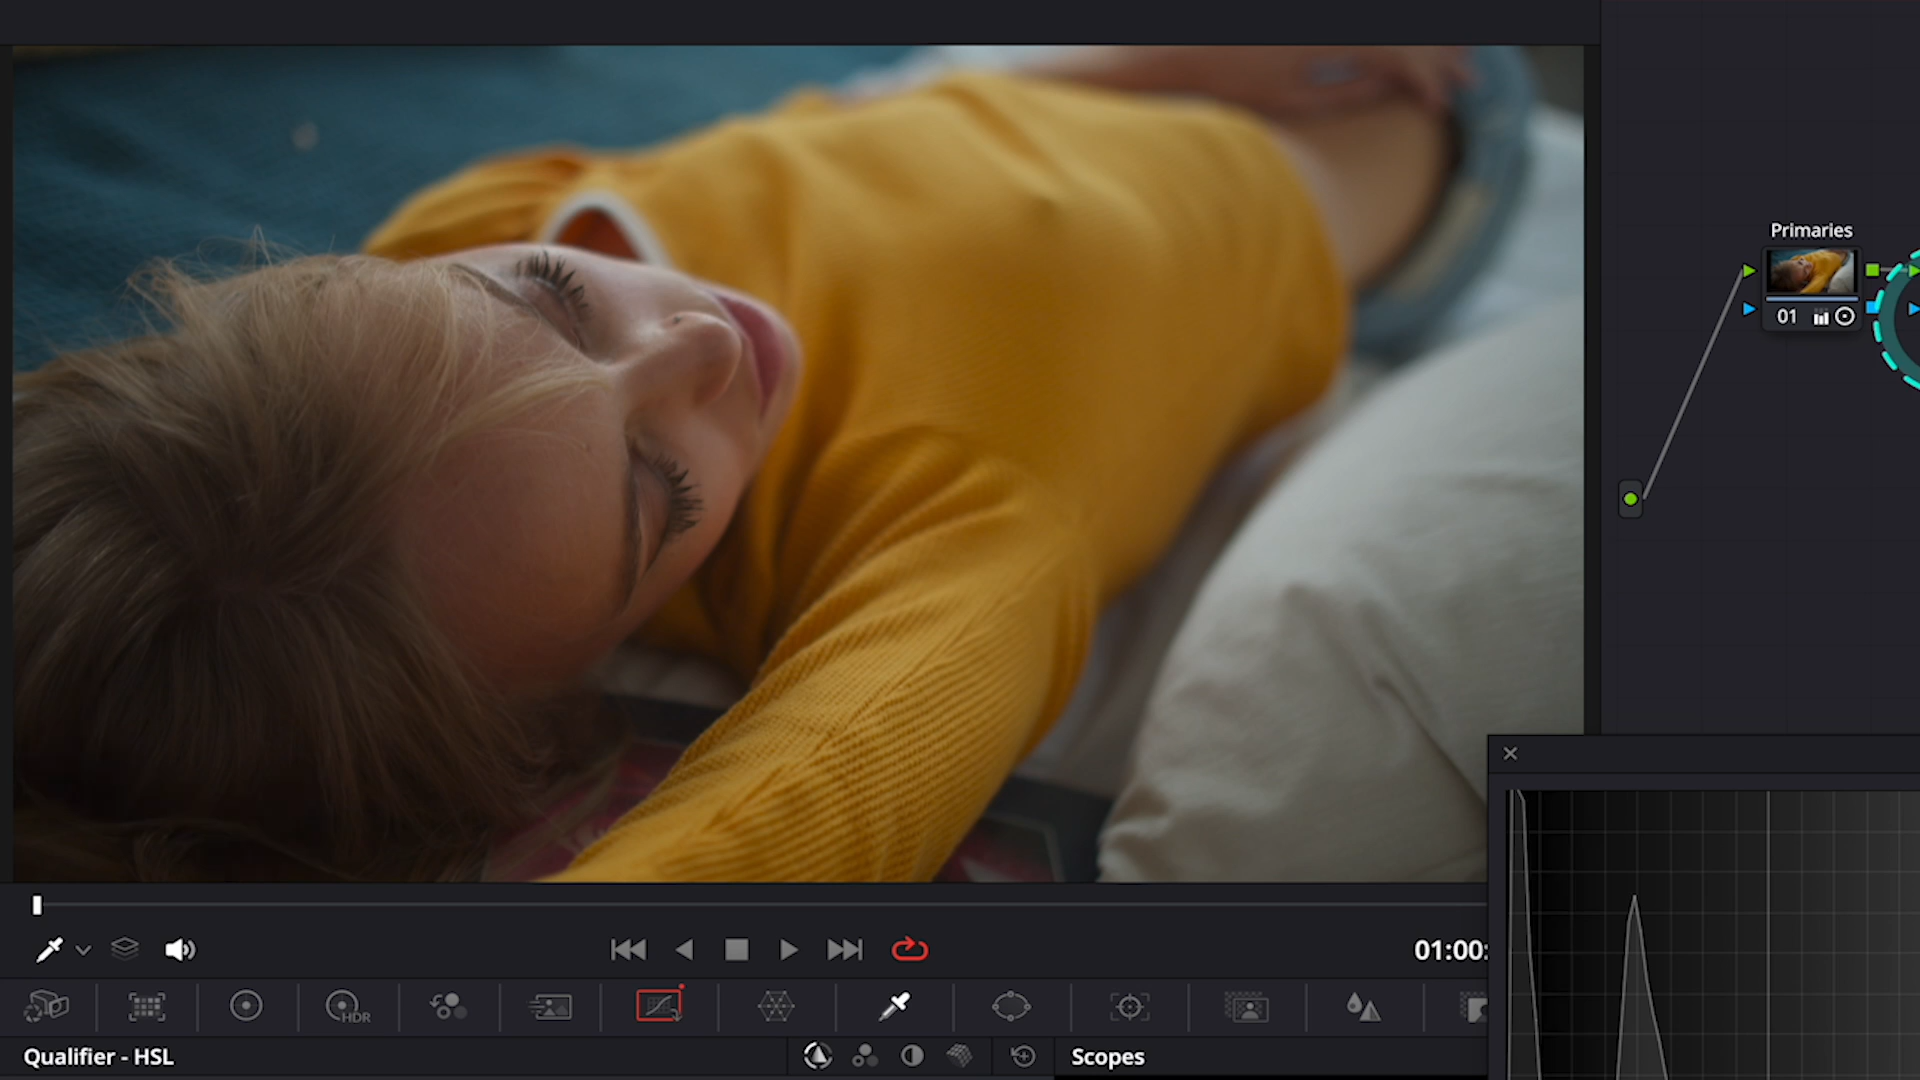 Primaries
01
01:00:
HDR
Qualifier - HSL
Scopes